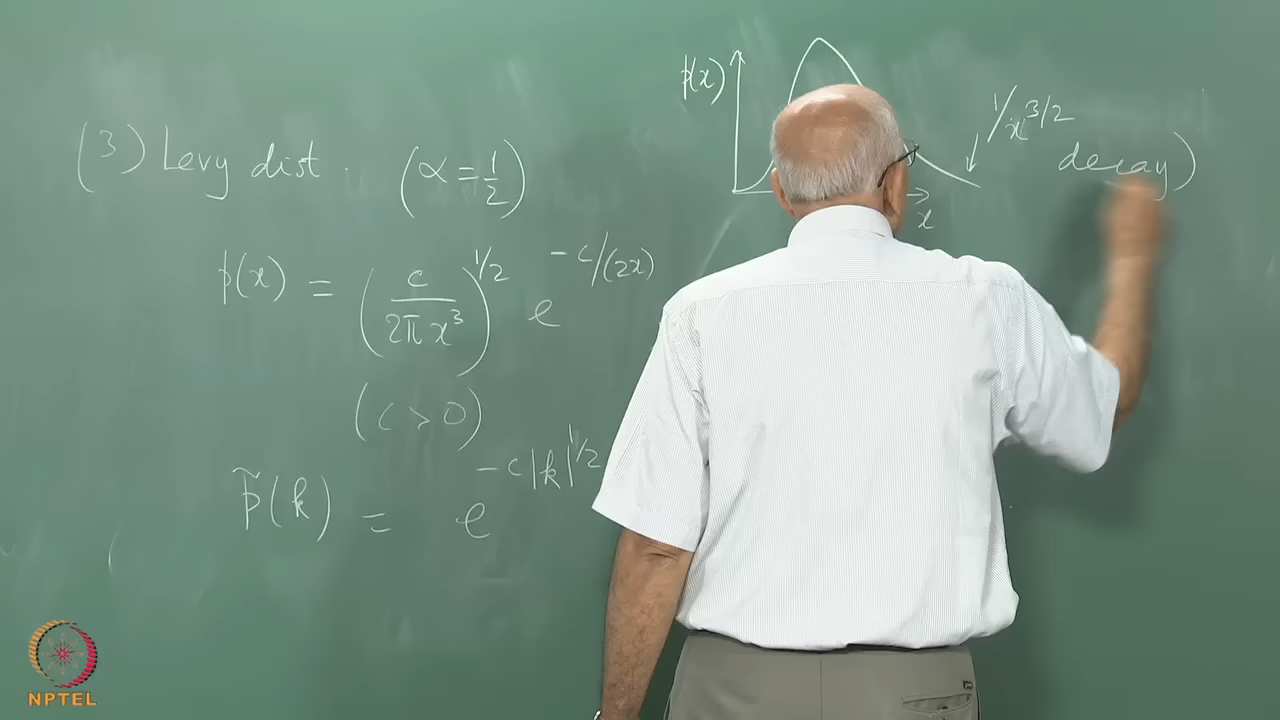 (3) Levy dist. (α = 1/2)
p(x) = (c/2πx³)^1/2 e^-c/(2x)
(c > 0)
p̃(k) = e^-c|k|^1/2
p(x)
x
1/x^3/2
decay)
NPTEL